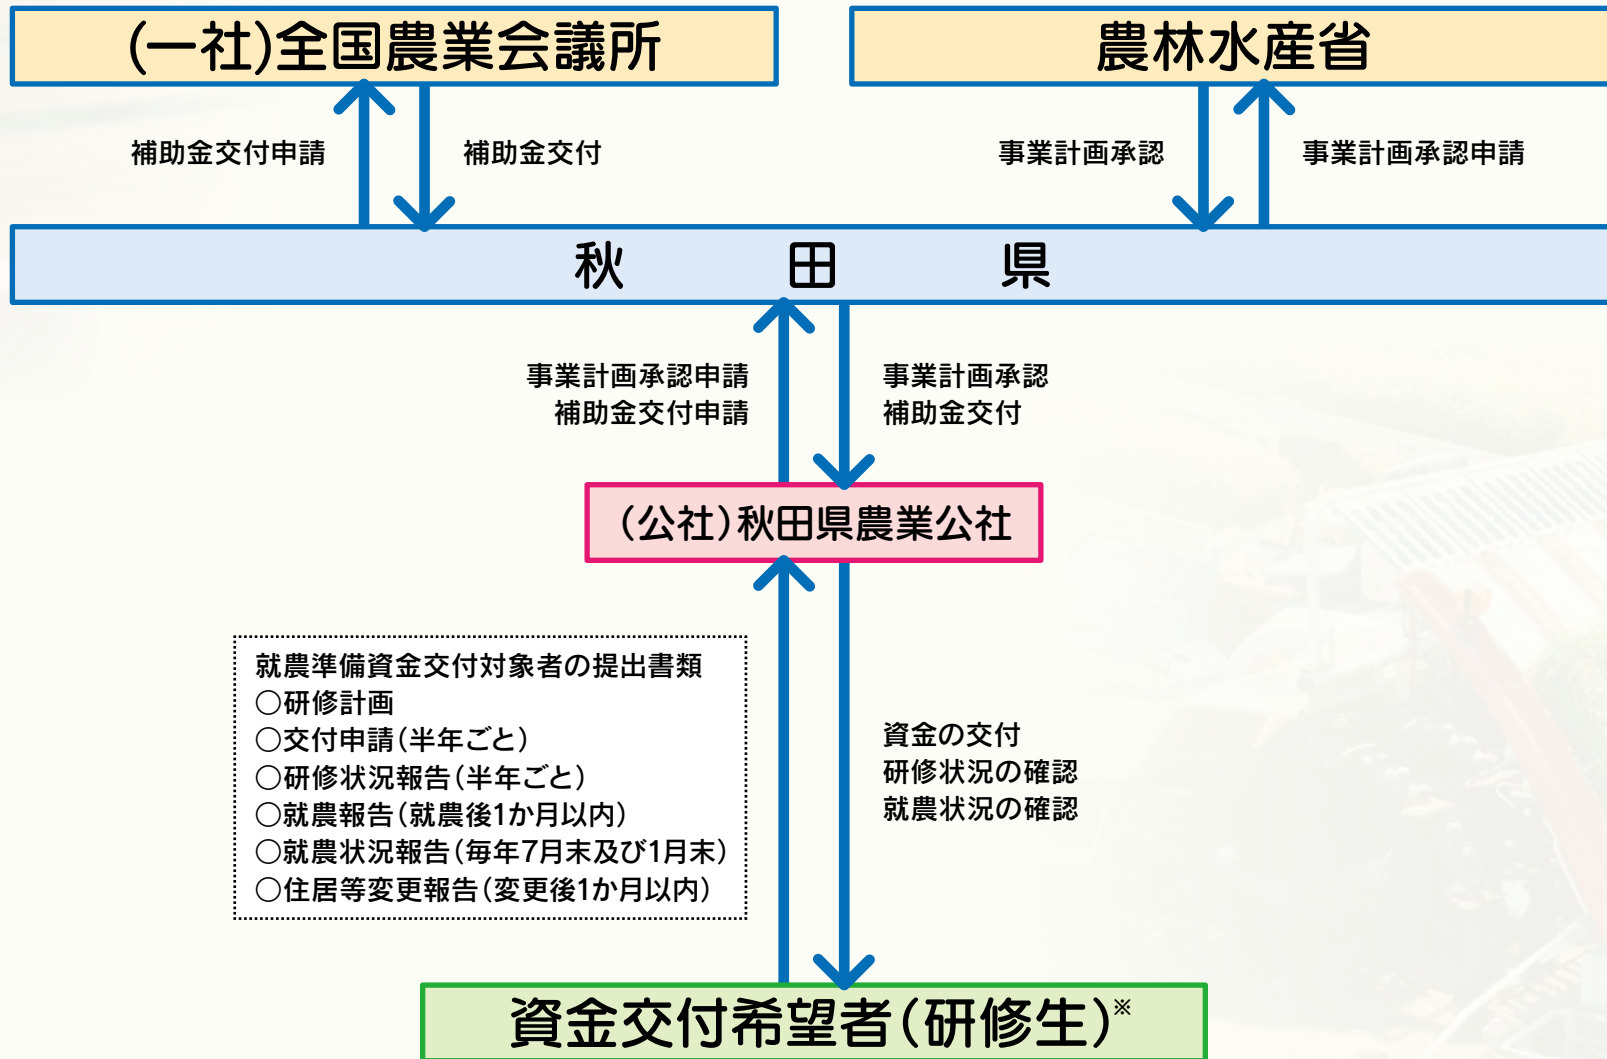 (一社)全国農業会議所
農林水産省
補助金交付申請
補助金交付
事業計画承認
事業計画承認申請
秋田県
事業計画承認申請
補助金交付申請
事業計画承認
補助金交付
(公社)秋田県農業公社
就農準備資金交付対象者の提出書類
○研修計画
○交付申請(半年ごと)
○研修状況報告(半年ごと)
○就農報告(就農後1か月以内)
○就農状況報告(毎年7月末及び1月末)
○住居等変更報告(変更後1か月以内)
資金の交付
研修状況の確認
就農状況の確認
資金交付希望者(研修生)※